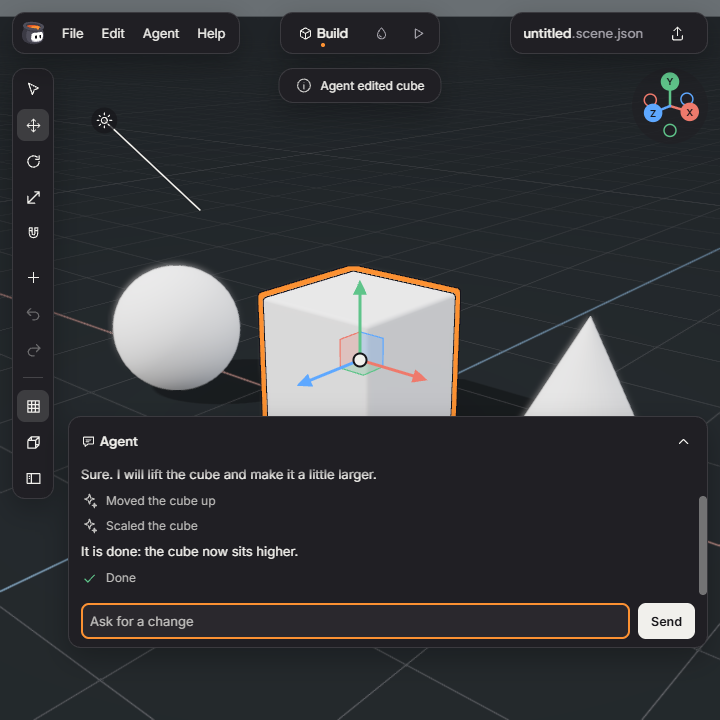 File Edit Agent Help
Build
untitled.scene.json
Agent edited cube
Y
Z
X
Agent
Sure. I will lift the cube and make it a little larger.
Moved the cube up
Scaled the cube
It is done: the cube now sits higher.
Done
Ask for a change
Send